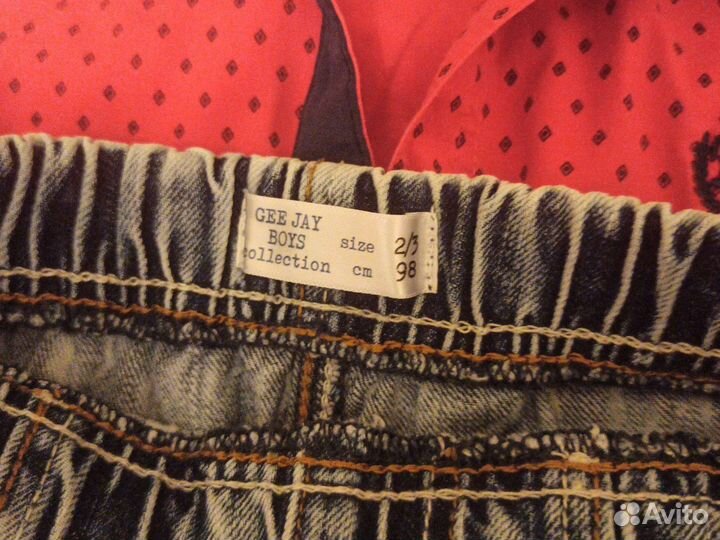 GEE JAY
BOYS
collection
size 2/3
cm 98
Avito